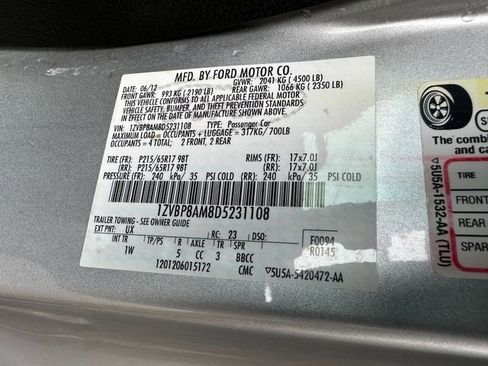 MFD. BY FORD MOTOR CO.
DATE: 06/12 GVWR: 2041 KG ( 4500 LB)
FRONT GAWR: 993 KG ( 2190 LB) REAR GAWR: 1066 KG ( 2350 LB)
THIS VEHICLE CONFORMS TO ALL APPLICABLE FEDERAL MOTOR
VEHICLE SAFETY, BUMPER, AND THEFT PREVENTION STANDARDS
IN EFFECT ON THE DATE OF MANUFACTURE SHOWN ABOVE.
VIN: 1ZVBP8AM8D5231108 TYPE: Passenger Car
MAXIMUM LOAD = OCCUPANTS + LUGGAGE = 317KG / 700LB
OCCUPANTS = 4 TOTAL; 2 FRONT, 2 REAR
TIRE (FR): P215/65R17 98T RIMS (FR): 17x7.0J
(RR): P215/65R17 98T (RR): 17x7.0J
PRESSURE (FR): 240 kPa/ 35 PSI COLD (RR): 240 kPa/ 35 PSI COLD
1ZVBP8AM8D5231108
TRAILER TOWING - SEE OWNER GUIDE
EXT PNT: UX RC: 23 DSO: F0094
INT TR TP/PS R AXLE TR SPR R0145
1W 5 CC 3 BBCC
1201206015172 CMC 5U5A-5420472-AA
The combin
cargo
TIRE
FRONT
REAR
SPAR
5U5A-1532-AA (TLU)